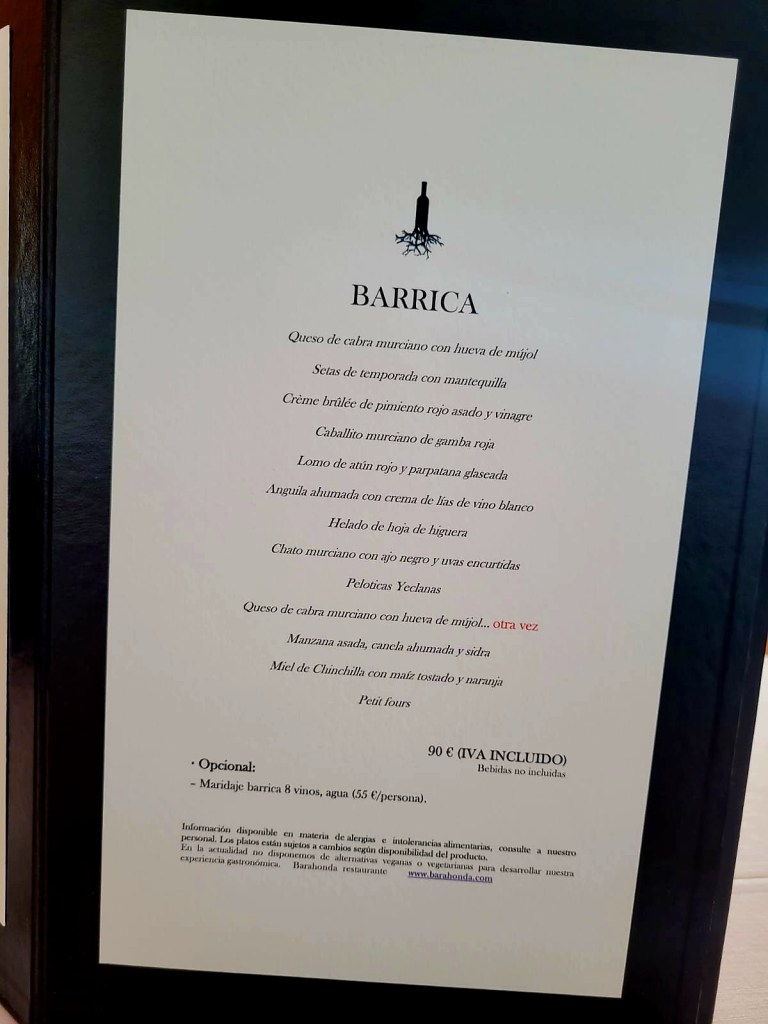 BARRICA
Queso de cabra murciano con hueva de mújol
Setas de temporada con mantequilla
Crème brûlée de pimiento rojo asado y vinagre
Caballito murciano de gamba roja
Lomo de atún rojo y parpatana glaseada
Anguila ahumada con crema de lías de vino blanco
Helado de hoja de higuera
Chato murciano con ajo negro y uvas encurtidas
Peloticas Yeclanas
Queso de cabra murciano con hueva de mújol... otra vez
Manzana asada, canela ahumada y sidra
Miel de Chinchilla con maíz tostado y naranja
Petit fours
90 € (IVA INCLUIDO)
Bebidas no incluidas
· Opcional:
– Maridaje barrica 8 vinos, agua (55 €/persona).
Información disponible en materia de alergias e intolerancias alimentarias, consulte a nuestro
personal. Los platos están sujetos a cambios según disponibilidad del producto.
En la actualidad no disponemos de alternativas veganas o vegetarianas para desarrollar nuestra
experiencia gastronómica. Barahonda restaurante www.barahonda.com